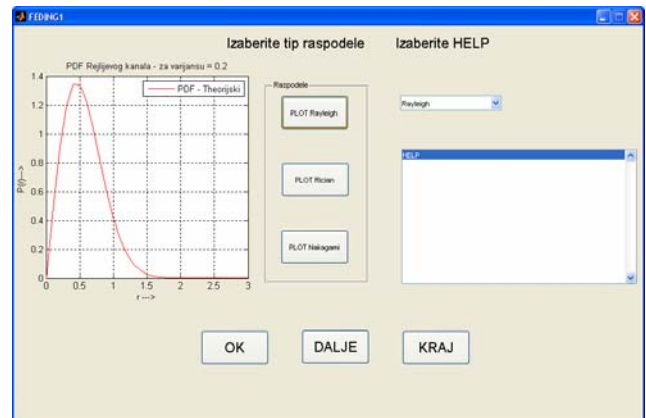 FEDING1
Izaberite tip raspodele
Izaberite HELP
PDF Rejlijevog kanala - za varijansu = 0.2
PDF - Theorijski
1.4
1.2
1
0.8
0.6
0.4
0.2
0
P(r)--->
0 0.5 1 1.5 2 2.5 3
r --->
Razpodele
PLOT Rayleigh
PLOT Rician
PLOT Nakagami
Rayleigh
HELP
OK
DALJE
KRAJ